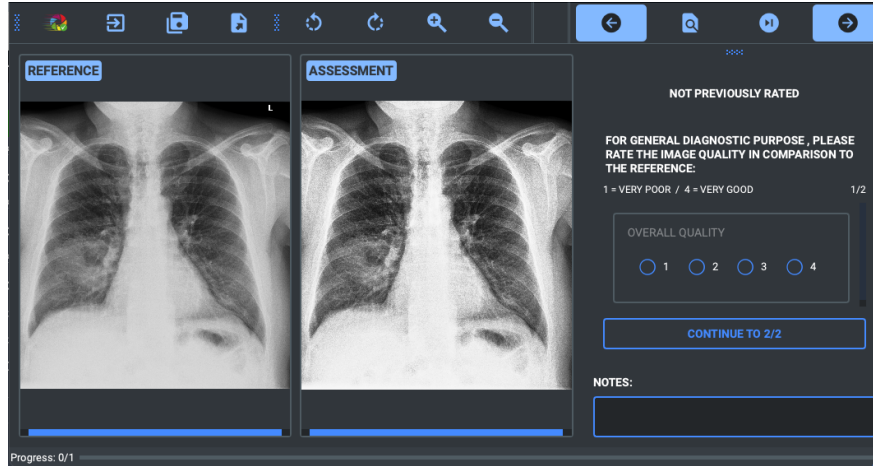 REFERENCE
ASSESSMENT
L
NOT PREVIOUSLY RATED
FOR GENERAL DIAGNOSTIC PURPOSE , PLEASE
RATE THE IMAGE QUALITY IN COMPARISON TO
THE REFERENCE:
1 = VERY POOR / 4 = VERY GOOD 1/2
OVERALL QUALITY
1 2 3 4
CONTINUE TO 2/2
NOTES:
Progress: 0/1